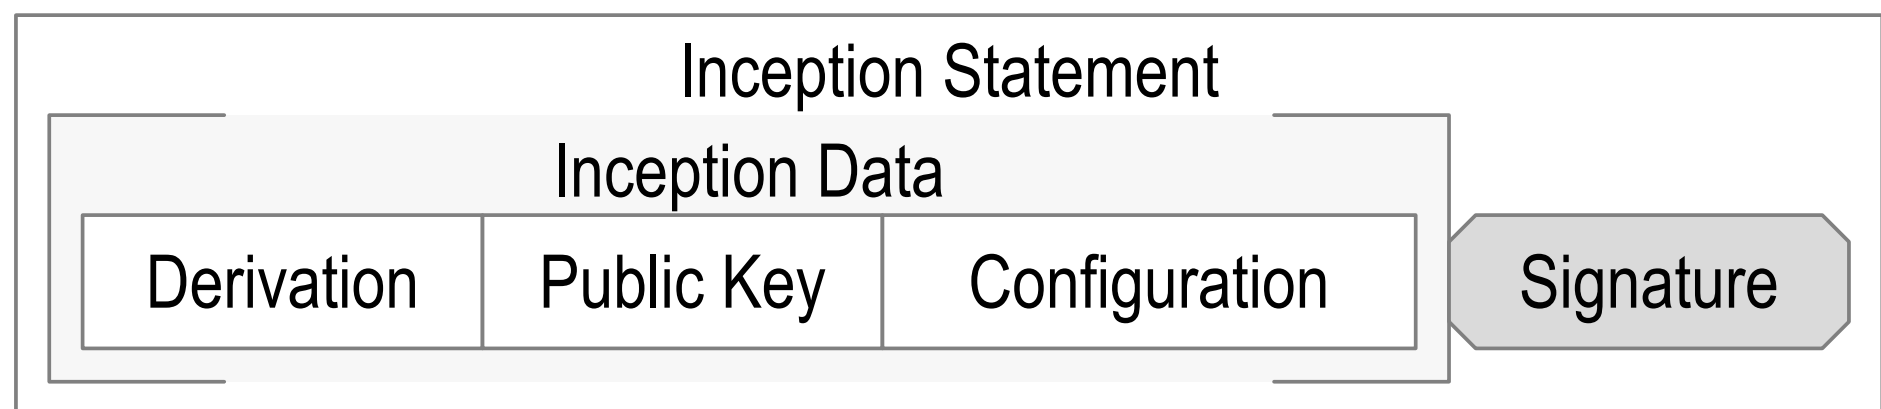 Inception Statement
Inception Data
Derivation Public Key Configuration Signature